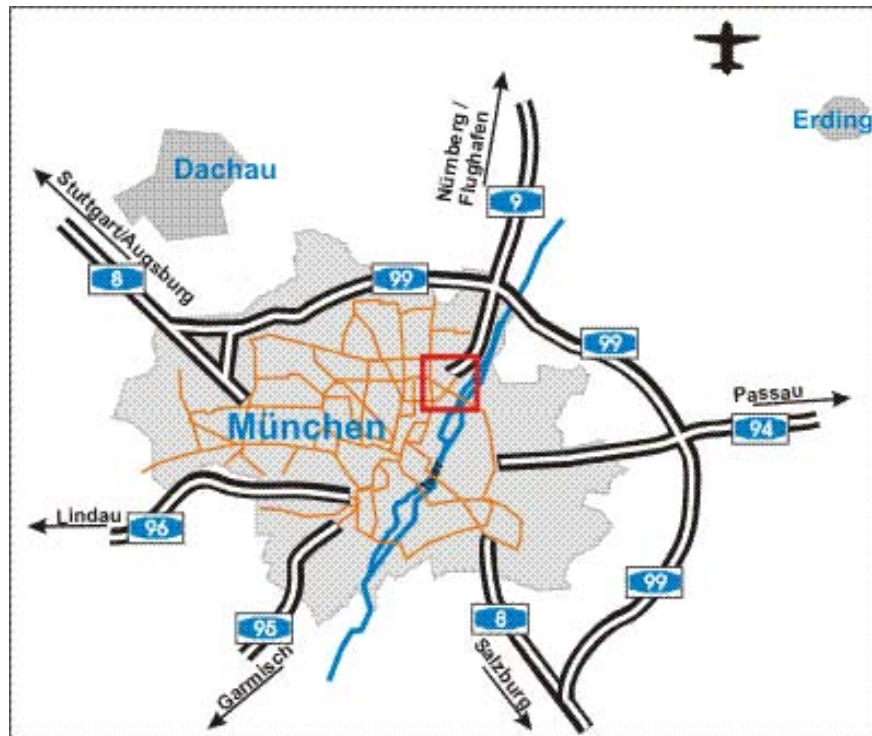 Erding
Nürnberg /
Flughafen
Dachau
9
Stuttgart/Augsburg
8
99
99
Passau
94
München
Lindau
96
99
95
Garmisch
8
Salzburg